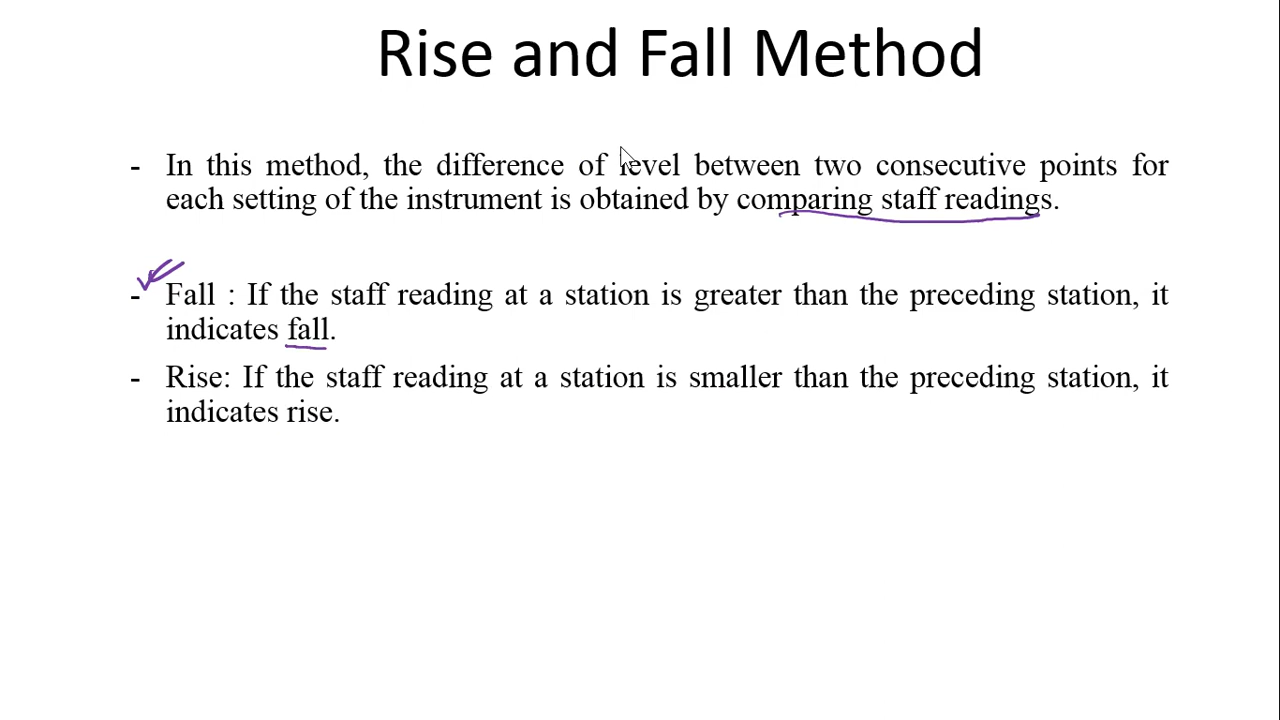 Rise and Fall Method
- In this method, the difference of level between two consecutive points for
each setting of the instrument is obtained by comparing staff readings.
- Fall : If the staff reading at a station is greater than the preceding station, it
indicates fall.
- Rise: If the staff reading at a station is smaller than the preceding station, it
indicates rise.